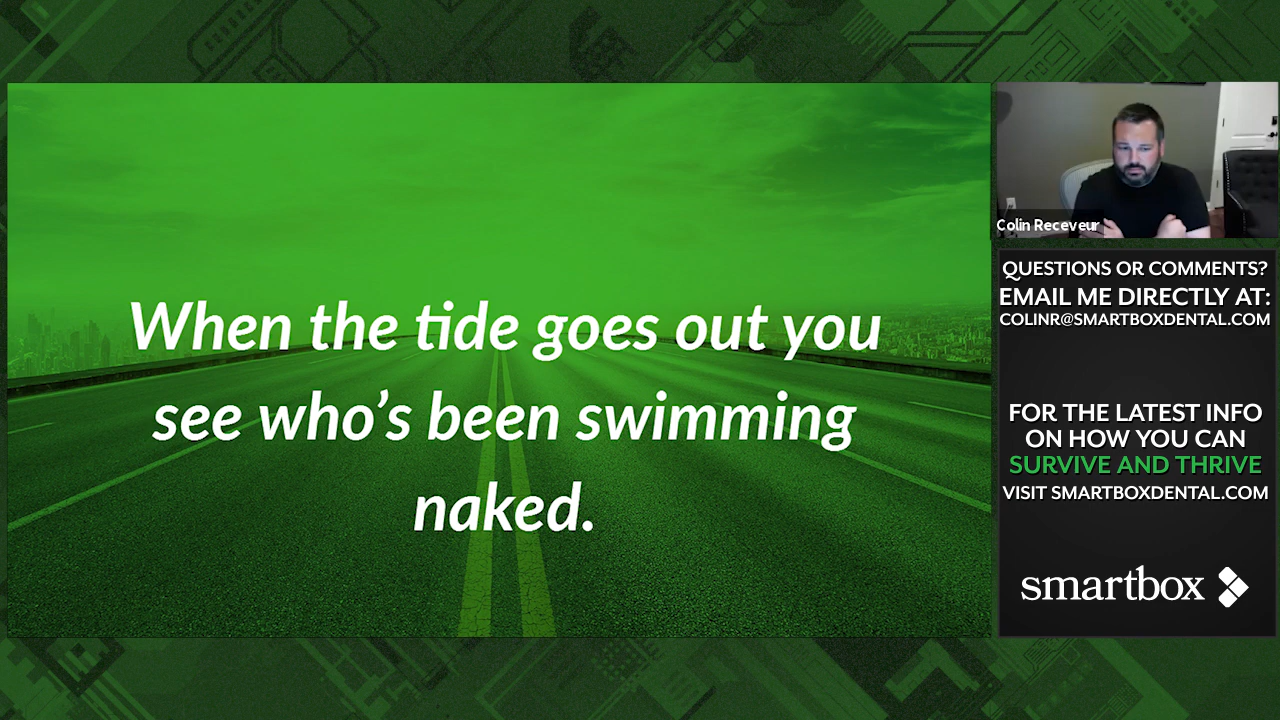 When the tide goes out you
see who’s been swimming
naked.
Colin Receveur
QUESTIONS OR COMMENTS?
EMAIL ME DIRECTLY AT:
COLINR@SMARTBOXDENTAL.COM
FOR THE LATEST INFO
ON HOW YOU CAN
SURVIVE AND THRIVE
VISIT SMARTBOXDENTAL.COM
smartbox